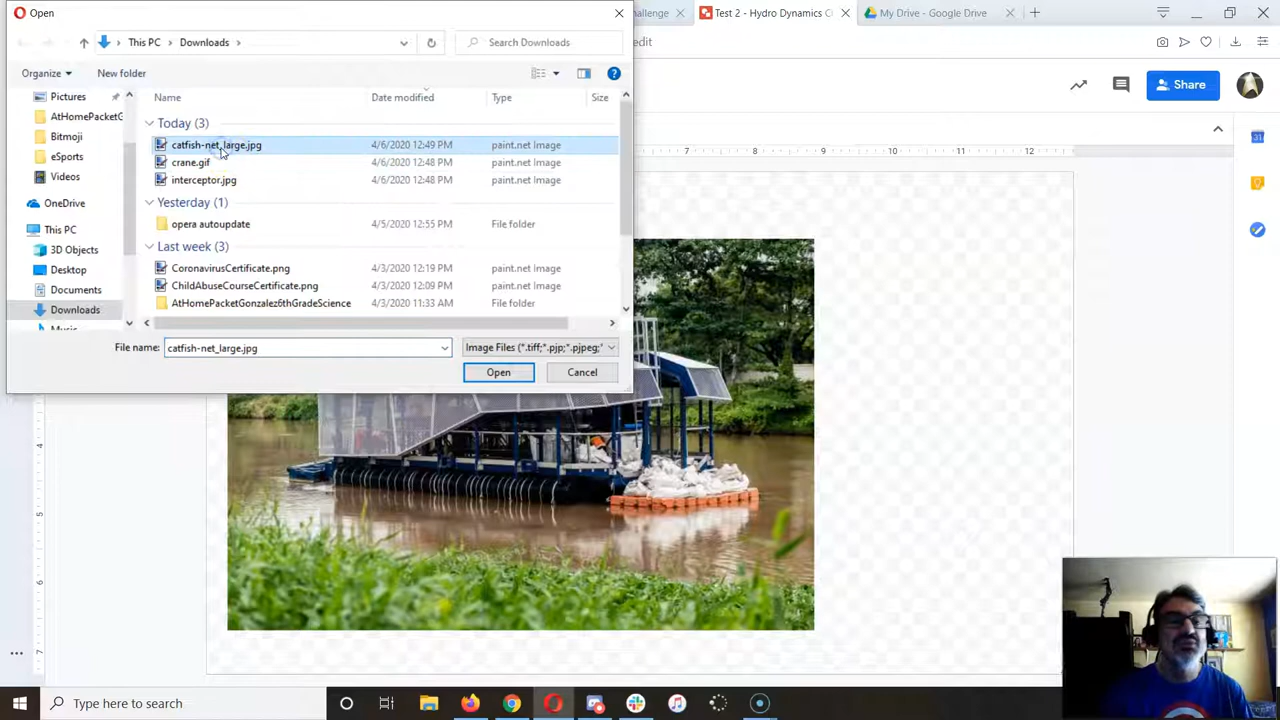 Open
This PC
Downloads
Search Downloads
Organize
New folder
Name
Date modified
Type
Size
Pictures
AtHomePacketG
Bitmoji
eSports
Videos
OneDrive
This PC
3D Objects
Desktop
Documents
Downloads
Music
Today (3)
catfish-net_large.jpg 4/6/2020 12:49 PM paint.net Image
crane.gif 4/6/2020 12:48 PM paint.net Image
interceptor.jpg 4/6/2020 12:48 PM paint.net Image
Yesterday (1)
opera autoupdate 4/5/2020 12:55 PM File folder
Last week (3)
CoronavirusCertificate.png 4/3/2020 12:19 PM paint.net Image
ChildAbuseCourseCertificate.png 4/3/2020 12:09 PM paint.net Image
AtHomePacketGonzalez6thGradeScience 4/3/2020 11:33 AM File folder
File name: catfish-net_large.jpg
Image Files (*.tiff;*.pjp;*.pjpeg;*
Open
Cancel
hallenge
Test 2 - Hydro Dynamics C
My Drive - Google Drive
edit
Share
7 8 9 10 11 12
4
5
6
7
Type here to search